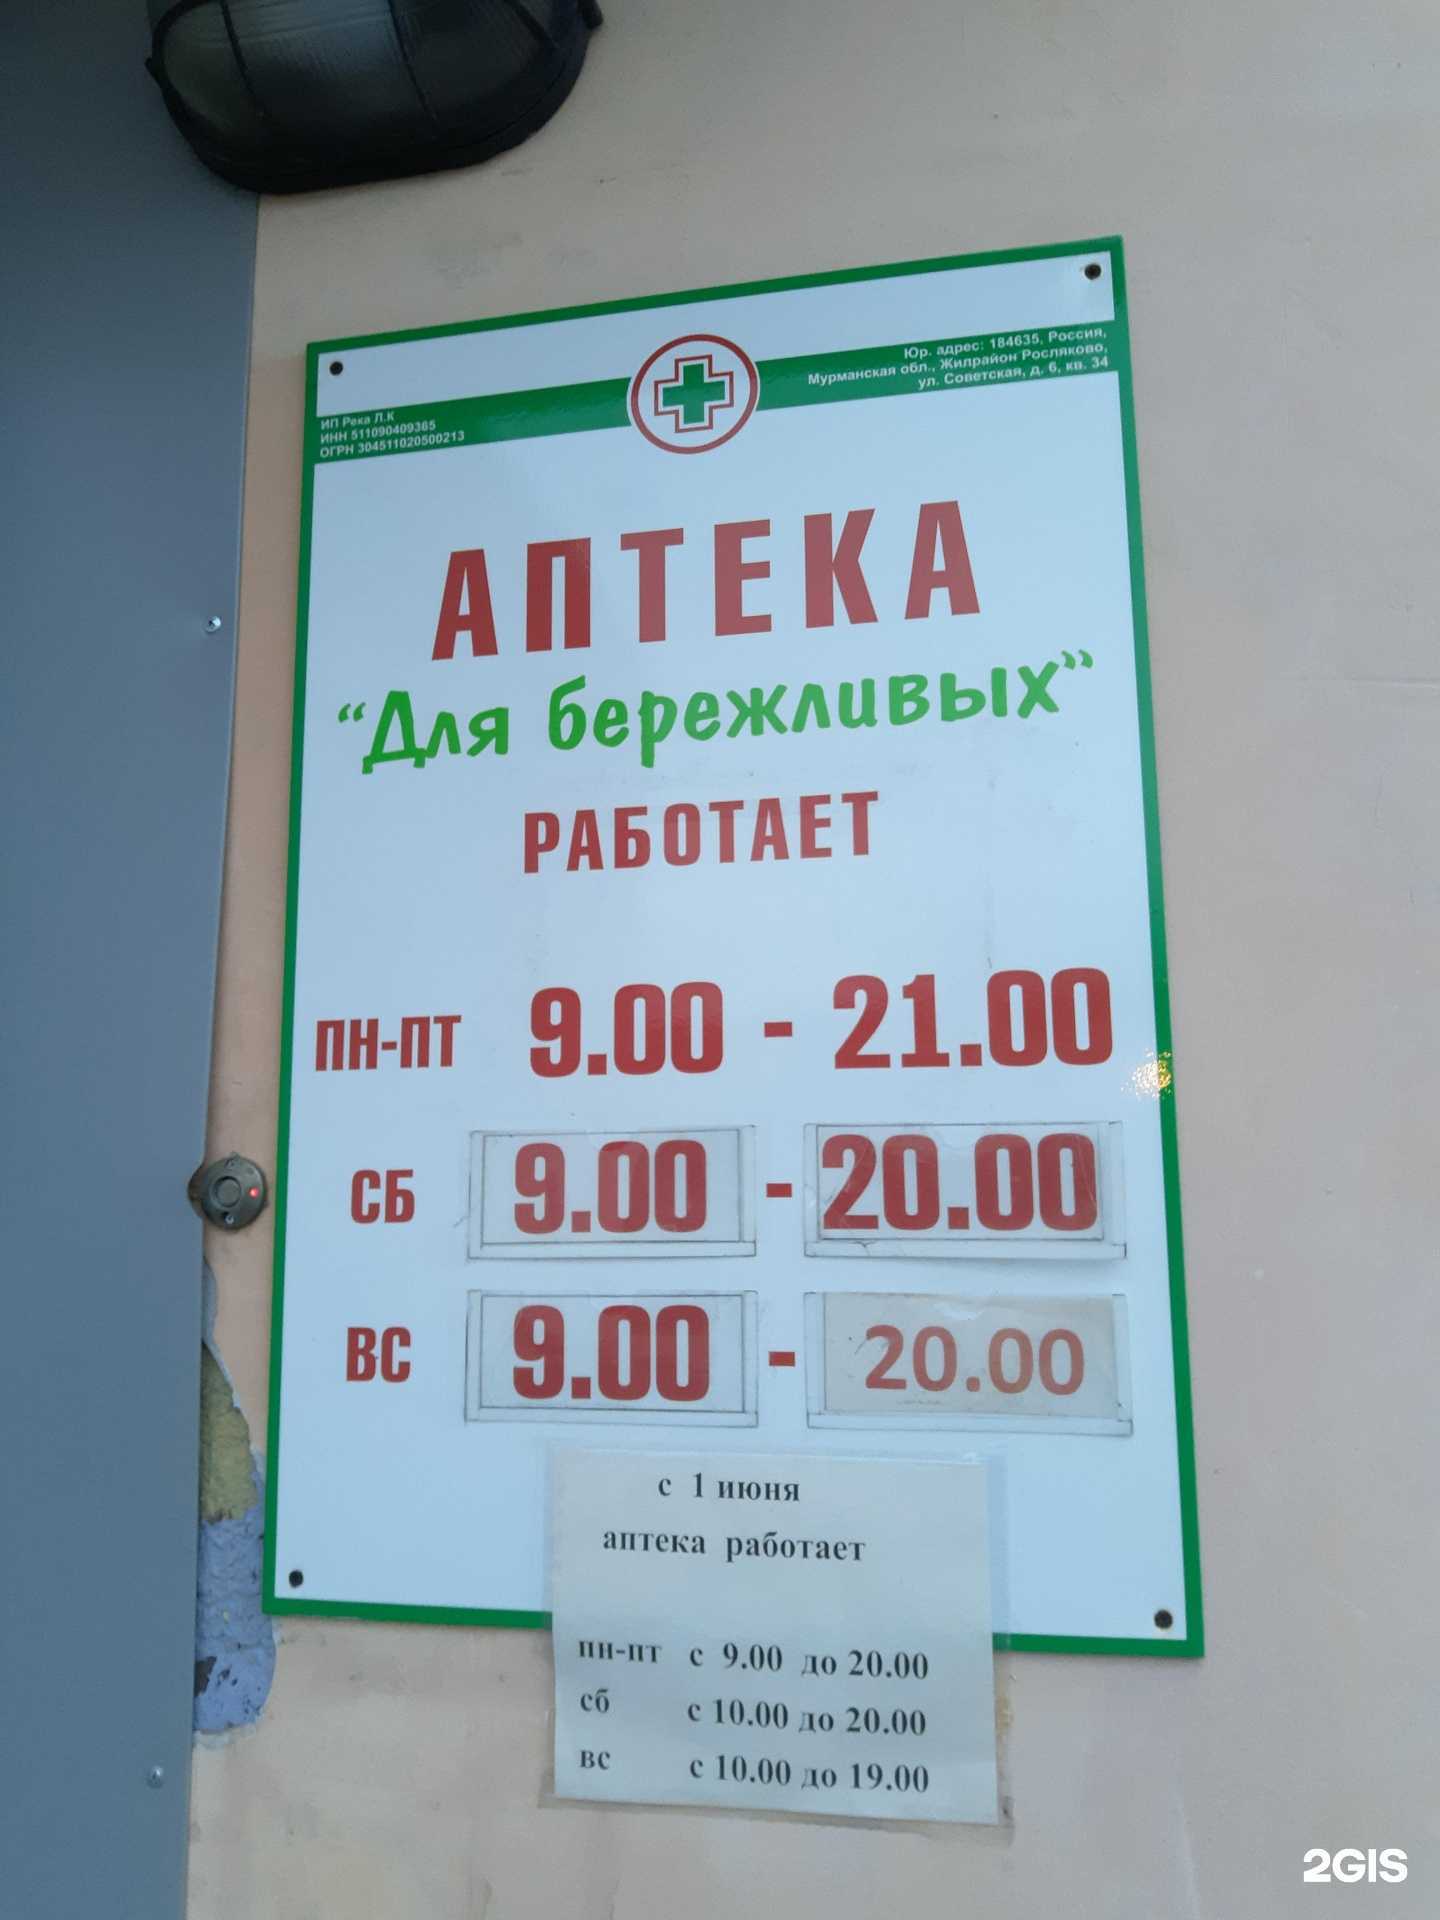 ИП Река Л.К
ИНН 511090409365
ОГРН 304511020500213
Юр. адрес: 184635, Россия,
Мурманская обл., Жилрайон Росляково,
ул. Советская, д. 6, кв. 34
АПТЕКА
“Для бережливых”
РАБОТАЕТ
ПН-ПТ 9.00 - 21.00
СБ 9.00 - 20.00
ВС 9.00 - 20.00
с 1 июня
аптека работает
пн-пт с 9.00 до 20.00
сб с 10.00 до 20.00
вс с 10.00 до 19.00
2GIS